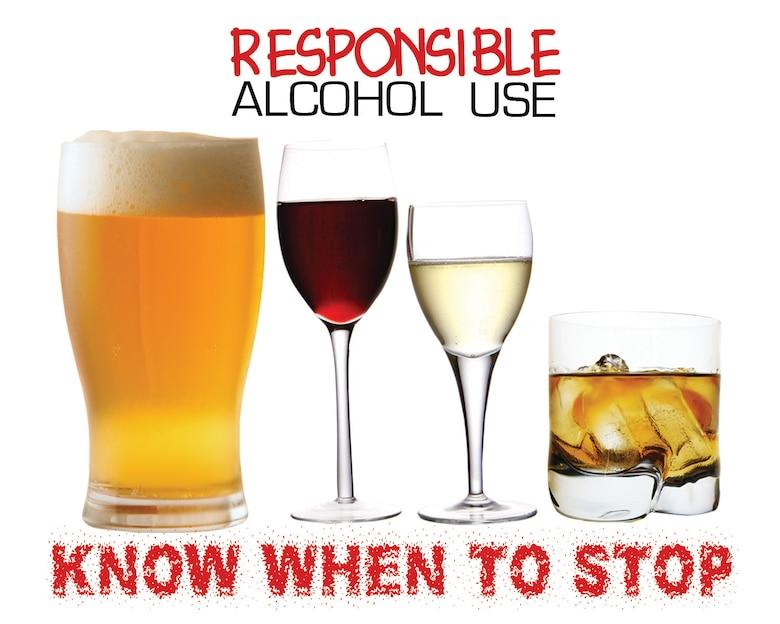 RESPONSIBLE
ALCOHOL USE
KNOW WHEN TO STOP